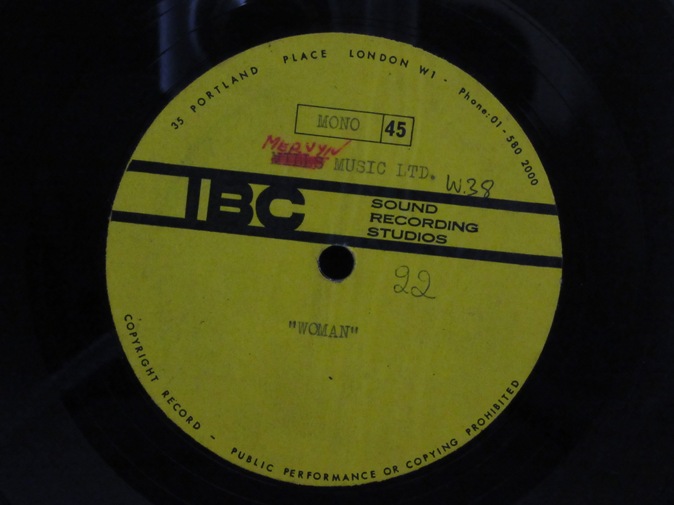 35 PORTLAND PLACE LONDON W1 - Phone: 01-580 2000
MONO 45
MERVYN
MILLS MUSIC LTD. W.38
IBC SOUND
RECORDING
STUDIOS
22
"WOMAN"
COPYRIGHT RECORD - PUBLIC PERFORMANCE OR COPYING PROHIBITED